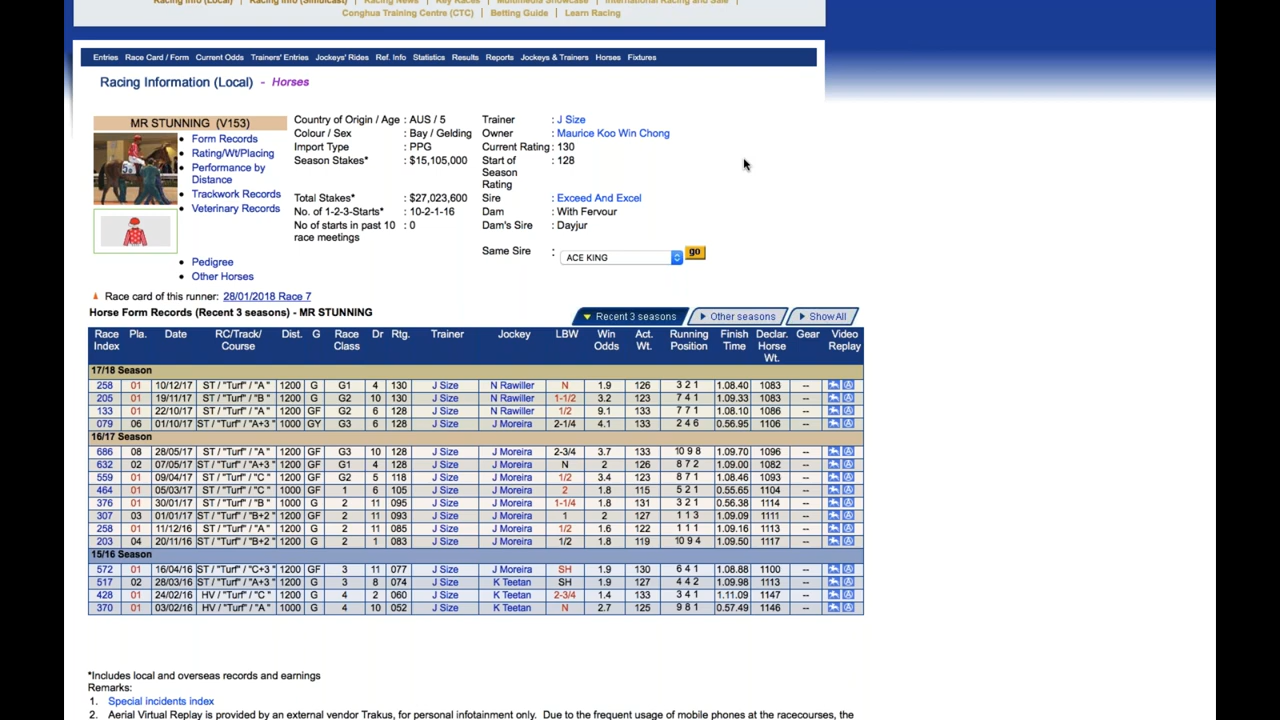 Racing Info (Local) | Racing Info (Simulcast) | Racing News | Key Races | Multimedia Showcase | International Racing and Sale |
Conghua Training Centre (CTC) | Betting Guide | Learn Racing
Entries Race Card / Form Current Odds Trainers' Entries Jockeys' Rides Ref. Info Statistics Results Reports Jockeys & Trainers Horses Fixtures
Racing Information (Local) - Horses
MR STUNNING (V153)
• Form Records
• Rating/Wt/Placing
• Performance by Distance
• Trackwork Records
• Veterinary Records
• Pedigree
• Other Horses
Country of Origin / Age : AUS / 5
Colour / Sex : Bay / Gelding
Import Type : PPG
Season Stakes* : $15,105,000
Total Stakes* : $27,023,600
No. of 1-2-3-Starts* : 10-2-1-16
No of starts in past 10 race meetings : 0
Trainer : J Size
Owner : Maurice Koo Win Chong
Current Rating : 130
Start of Season Rating : 128
Sire : Exceed And Excel
Dam : With Fervour
Dam's Sire : Dayjur
Same Sire : ACE KING go
Race card of this runner: 28/01/2018 Race 7
Horse Form Records (Recent 3 seasons) - MR STUNNING
Recent 3 seasons Other seasons Show All
Race Index Pla. Date RC/Track/ Course Dist. G Race Class Dr Rtg. Trainer Jockey LBW Win Odds Act. Wt. Running Position Finish Time Declar. Horse Wt. Gear Video Replay
17/18 Season
258 01 10/12/17 ST / "Turf" / "A" 1200 G G1 4 130 J Size N Rawiller N 1.9 126 3 2 1 1.08.40 1083 --
205 01 19/11/17 ST / "Turf" / "B" 1200 G G2 10 130 J Size N Rawiller 1-1/2 3.2 123 7 4 1 1.09.33 1083 --
133 01 22/10/17 ST / "Turf" / "A" 1200 GF G2 6 128 J Size N Rawiller 1/2 9.1 133 7 7 1 1.08.10 1086 --
079 06 01/10/17 ST / "Turf" / "A+3" 1000 GY G3 6 128 J Size J Moreira 2-1/4 4.1 133 2 4 6 0.56.95 1106 --
16/17 Season
686 08 28/05/17 ST / "Turf" / "A" 1200 GF G3 10 128 J Size J Moreira 2-3/4 3.7 133 10 9 8 1.09.70 1096 --
632 02 07/05/17 ST / "Turf" / "A+3" 1200 GF G1 4 128 J Size J Moreira N 2 126 8 7 2 1.09.00 1082 --
559 01 09/04/17 ST / "Turf" / "C" 1200 GF G2 5 118 J Size J Moreira 1/2 3.4 123 8 7 1 1.08.46 1093 --
464 01 05/03/17 ST / "Turf" / "C" 1000 GF 1 6 105 J Size J Moreira 2 1.8 115 5 2 1 0.55.65 1104 --
376 01 30/01/17 ST / "Turf" / "B" 1000 G 2 11 095 J Size J Moreira 1-1/4 1.8 131 3 2 1 0.56.38 1114 --
307 03 01/01/17 ST / "Turf" / "B+2" 1200 GF 2 11 093 J Size J Moreira 1 2 127 1 1 3 1.09.09 1111 --
258 01 11/12/16 ST / "Turf" / "A" 1200 G 2 11 085 J Size J Moreira 1/2 1.6 122 1 1 1 1.09.16 1113 --
203 04 20/11/16 ST / "Turf" / "B+2" 1200 G 2 1 083 J Size J Moreira 1/2 1.8 119 10 9 4 1.09.50 1117 --
15/16 Season
572 01 16/04/16 ST / "Turf" / "C+3" 1200 GF 3 11 077 J Size J Moreira SH 1.9 130 6 4 1 1.08.88 1100 --
517 02 28/03/16 ST / "Turf" / "A+3" 1200 G 3 8 074 J Size K Teetan SH 1.9 127 4 4 2 1.09.98 1113 --
428 01 24/02/16 HV / "Turf" / "C" 1200 G 4 2 060 J Size K Teetan 2-3/4 1.4 133 3 4 1 1.11.09 1147 --
370 01 03/02/16 HV / "Turf" / "A" 1000 G 4 10 052 J Size K Teetan N 2.7 125 9 8 1 0.57.49 1146 --
*Includes local and overseas records and earnings
Remarks:
1. Special incidents index
2. Aerial Virtual Replay is provided by an external vendor Trakus, for personal infotainment only. Due to the frequent usage of mobile phones at the racecourses, the